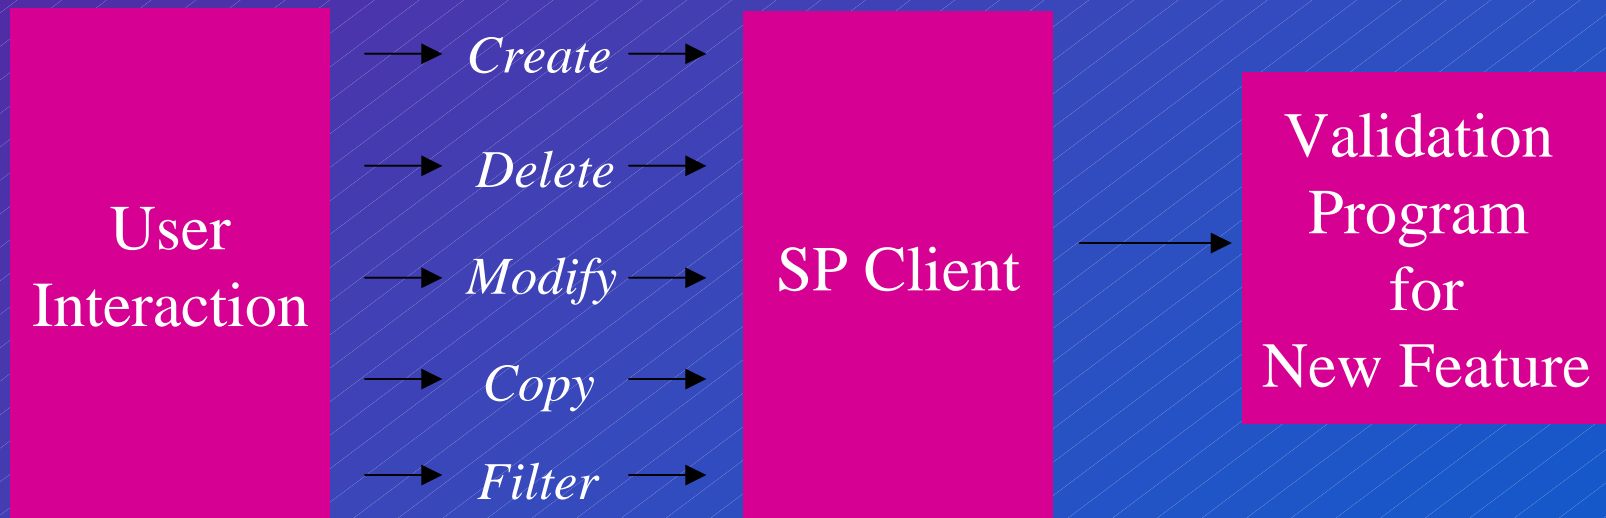 User
Interaction
Create
Delete
Modify
Copy
Filter
SP Client
Validation
Program
for
New Feature